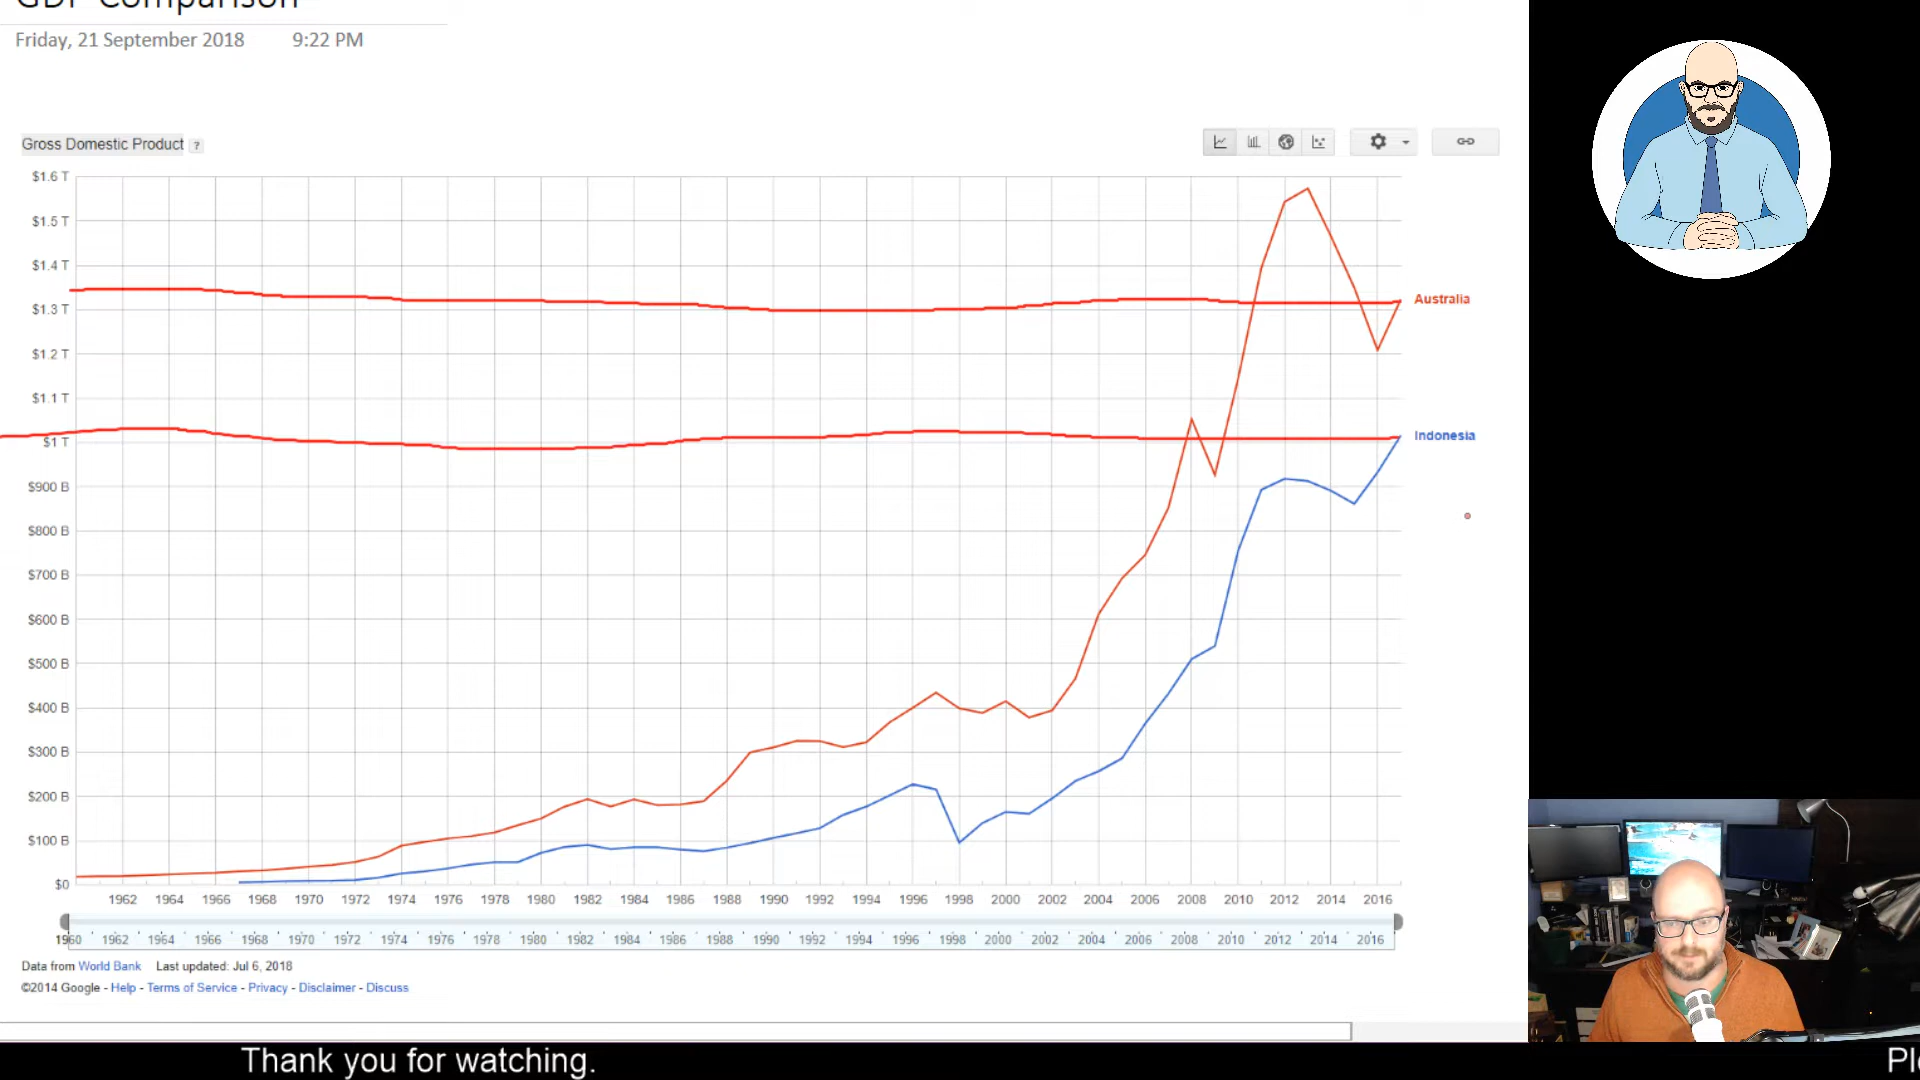 GDP Comparison
Friday, 21 September 2018 9:22 PM
Gross Domestic Product ?
$1.6 T
$1.5 T
$1.4 T
$1.3 T
$1.2 T
$1.1 T
$1 T
$900 B
$800 B
$700 B
$600 B
$500 B
$400 B
$300 B
$200 B
$100 B
$0
Australia
Indonesia
1962 1964 1966 1968 1970 1972 1974 1976 1978 1980 1982 1984 1986 1988 1990 1992 1994 1996 1998 2000 2002 2004 2006 2008 2010 2012 2014 2016
1960 1962 1964 1966 1968 1970 1972 1974 1976 1978 1980 1982 1984 1986 1988 1990 1992 1994 1996 1998 2000 2002 2004 2006 2008 2010 2012 2014 2016
Data from World Bank Last updated: Jul 6, 2018
©2014 Google - Help - Terms of Service - Privacy - Disclaimer - Discuss
Thank you for watching.